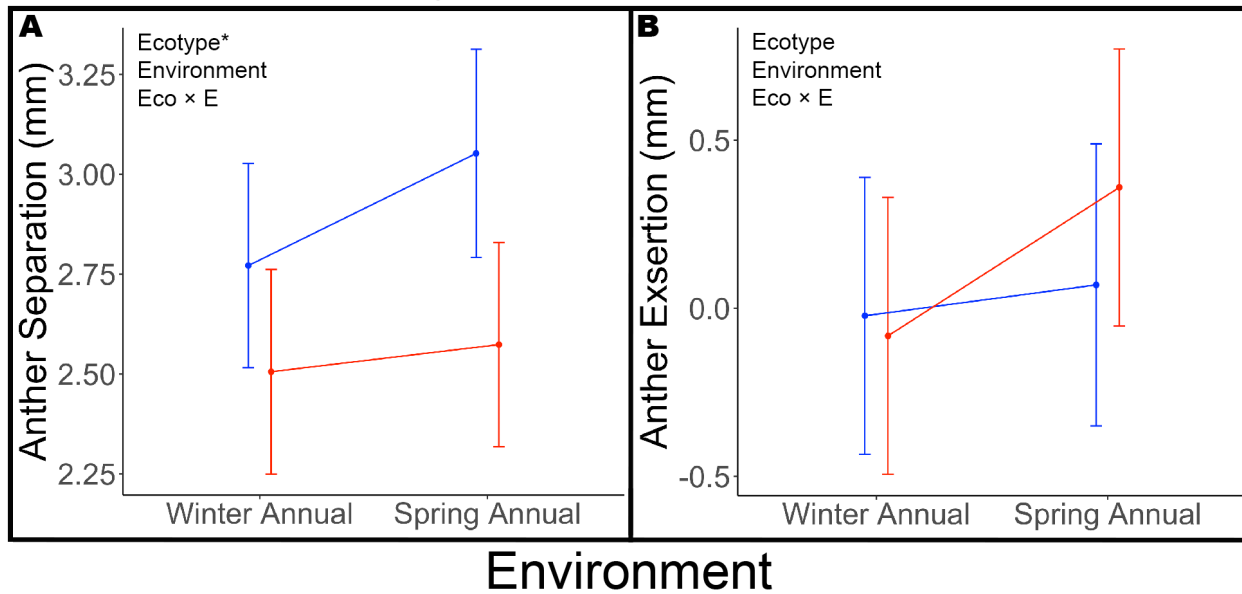 A
Ecotype*
Environment
Eco × E
Anther Separation (mm)
3.25
3.00
2.75
2.50
2.25
Winter Annual
Spring Annual
B
Ecotype
Environment
Eco × E
Anther Exsertion (mm)
0.5
0.0
-0.5
Winter Annual
Spring Annual
Environment